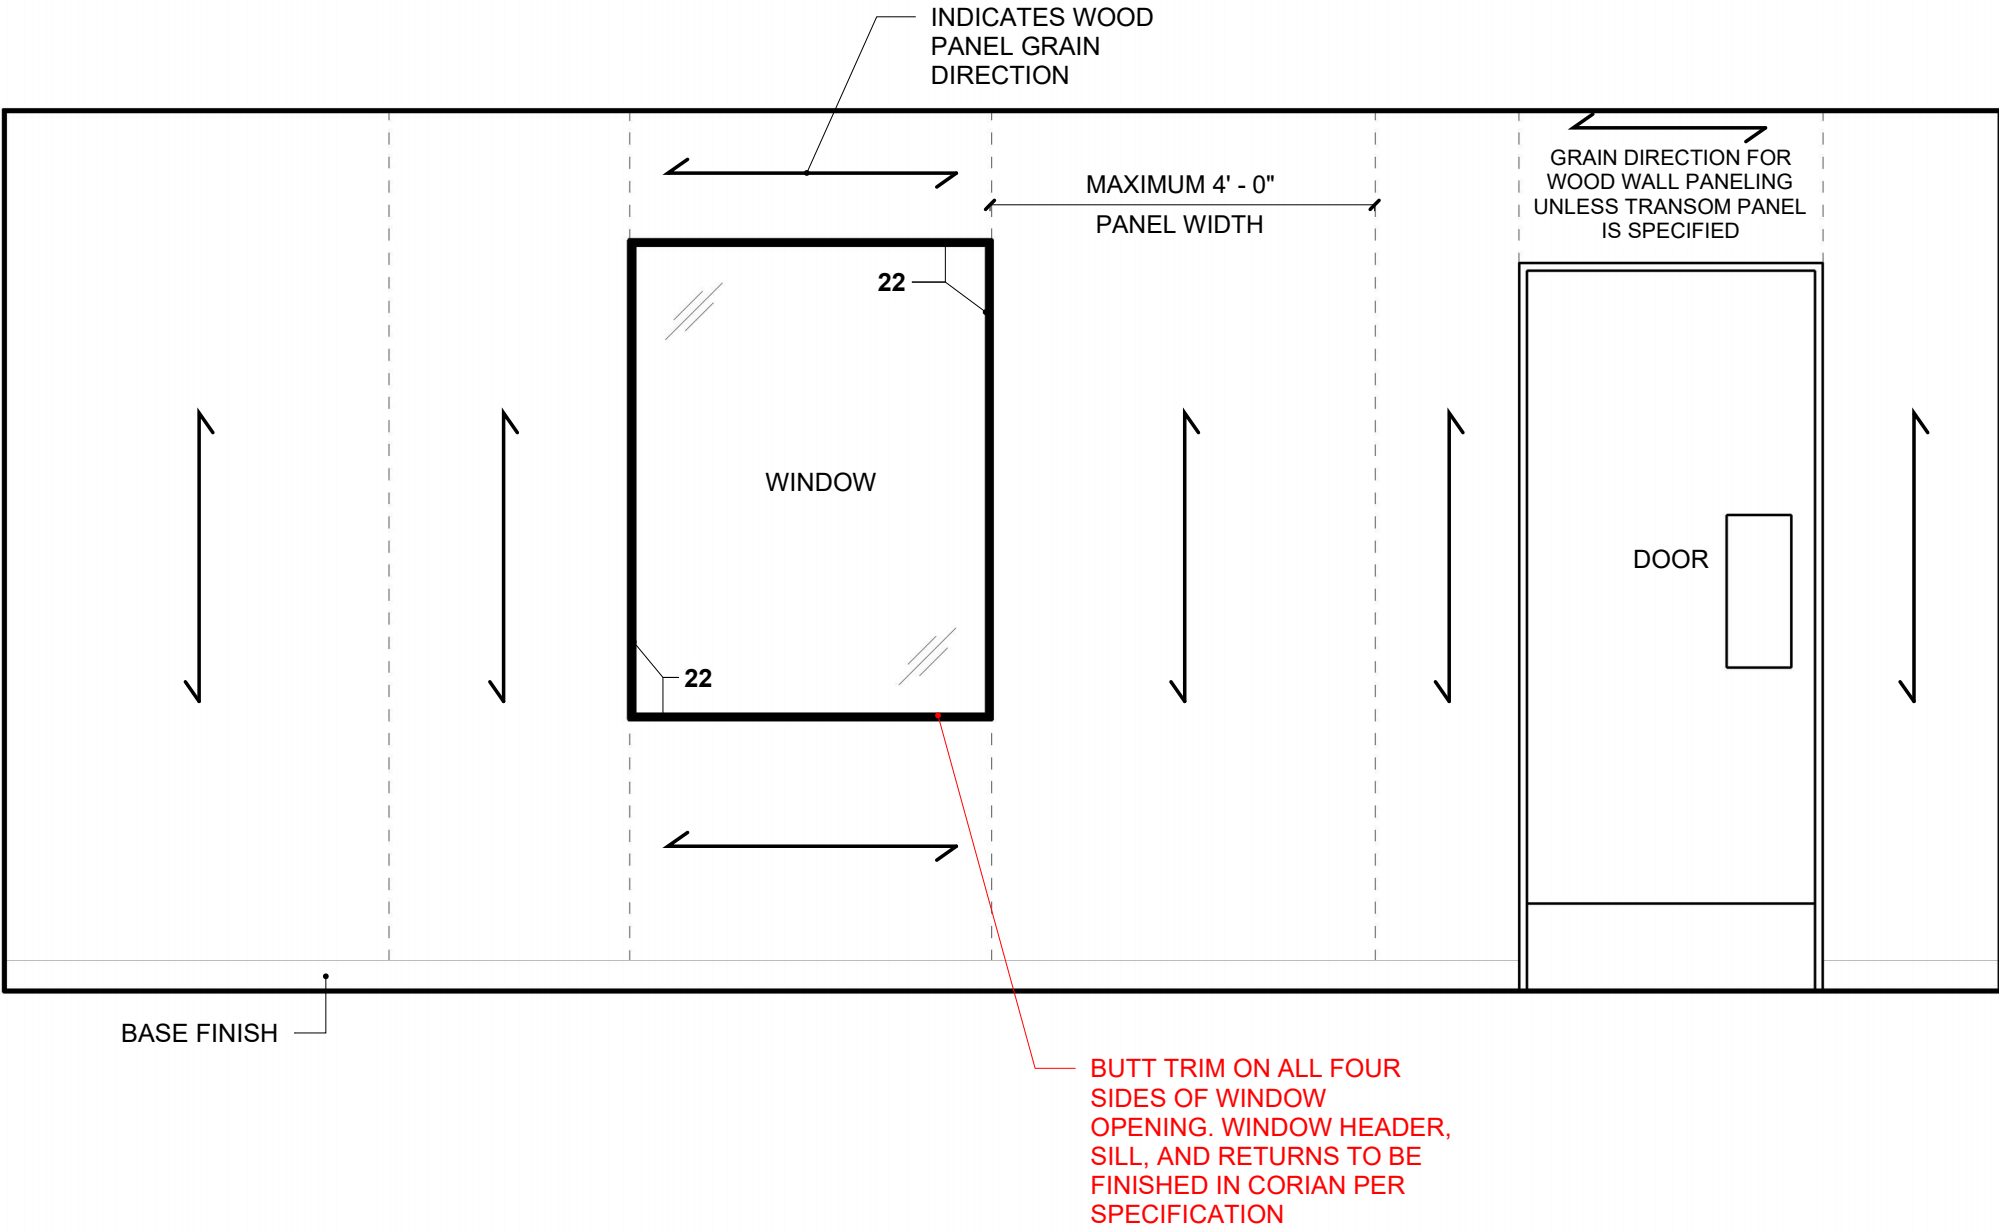 INDICATES WOOD
PANEL GRAIN
DIRECTION
MAXIMUM 4' - 0"
PANEL WIDTH
GRAIN DIRECTION FOR
WOOD WALL PANELING
UNLESS TRANSOM PANEL
IS SPECIFIED
22
WINDOW
DOOR
22
BASE FINISH
BUTT TRIM ON ALL FOUR
SIDES OF WINDOW
OPENING. WINDOW HEADER,
SILL, AND RETURNS TO BE
FINISHED IN CORIAN PER
SPECIFICATION